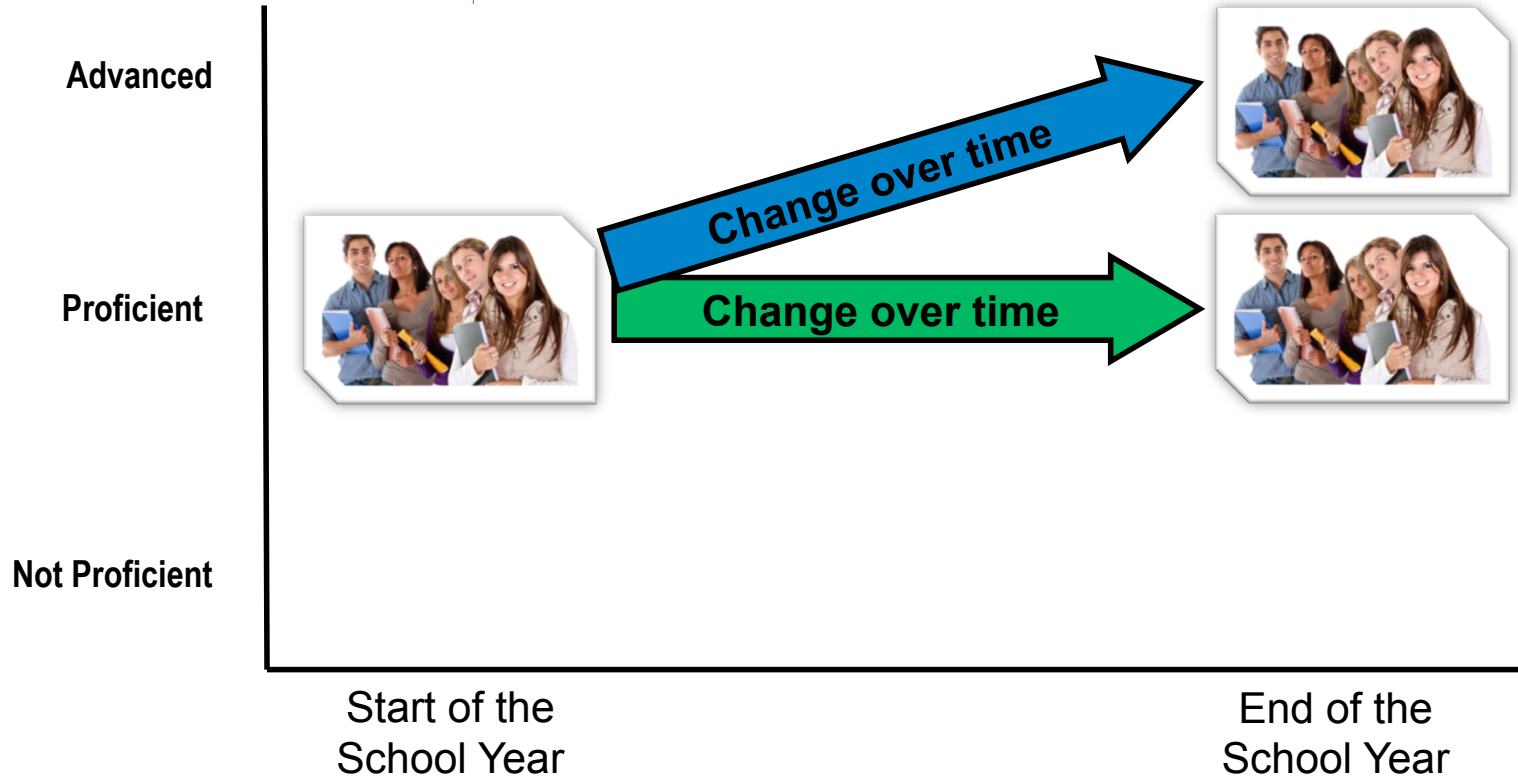 Advanced
Change over time
Proficient
Change over time
Not Proficient
Start of the
School Year
End of the
School Year